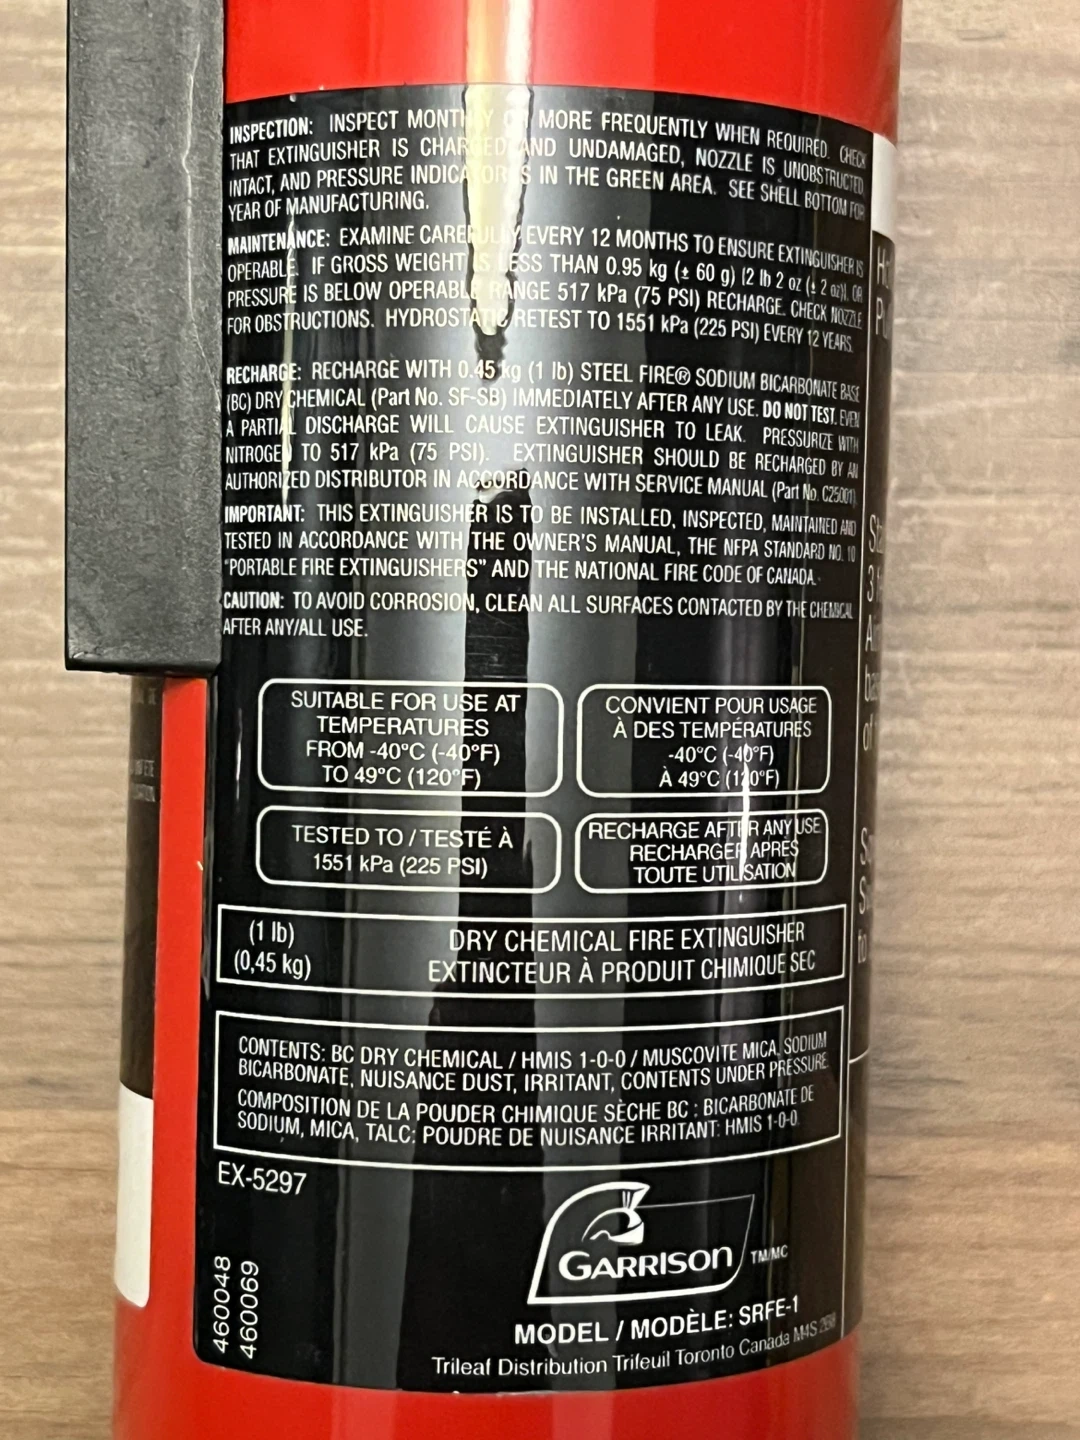 INSPECTION: INSPECT MONTHLY OR MORE FREQUENTLY WHEN REQUIRED. CHECK
THAT EXTINGUISHER IS CHARGED AND UNDAMAGED, NOZZLE IS UNOBSTRUCTED,
INTACT, AND PRESSURE INDICATOR IS IN THE GREEN AREA. SEE SHELL BOTTOM FOR
YEAR OF MANUFACTURING.
MAINTENANCE: EXAMINE CAREFULLY EVERY 12 MONTHS TO ENSURE EXTINGUISHER IS
OPERABLE. IF GROSS WEIGHT IS LESS THAN 0.95 kg (± 60 g) [2 lb 2 oz (± 2 oz)], OR
PRESSURE IS BELOW OPERABLE RANGE 517 kPa (75 PSI) RECHARGE. CHECK NOZZLE
FOR OBSTRUCTIONS. HYDROSTATIC RETEST TO 1551 kPa (225 PSI) EVERY 12 YEARS.
RECHARGE: RECHARGE WITH 0.45 kg (1 lb) STEEL FIRE® SODIUM BICARBONATE BASE
(BC) DRY CHEMICAL (Part No. SF-SB) IMMEDIATELY AFTER ANY USE. DO NOT TEST. EVEN
A PARTIAL DISCHARGE WILL CAUSE EXTINGUISHER TO LEAK. PRESSURIZE WITH
NITROGEN TO 517 kPa (75 PSI). EXTINGUISHER SHOULD BE RECHARGED BY AN
AUTHORIZED DISTRIBUTOR IN ACCORDANCE WITH SERVICE MANUAL (Part No. C25001).
IMPORTANT: THIS EXTINGUISHER IS TO BE INSTALLED, INSPECTED, MAINTAINED AND
TESTED IN ACCORDANCE WITH THE OWNER'S MANUAL, THE NFPA STANDARD NO. 10
"PORTABLE FIRE EXTINGUISHERS" AND THE NATIONAL FIRE CODE OF CANADA.
CAUTION: TO AVOID CORROSION, CLEAN ALL SURFACES CONTACTED BY THE CHEMICAL
AFTER ANY/ALL USE.
SUITABLE FOR USE AT
TEMPERATURES
FROM -40°C (-40°F)
TO 49°C (120°F)
CONVIENT POUR USAGE
À DES TEMPÉRATURES
-40°C (-40°F)
À 49°C (120°F)
TESTED TO / TESTÉ À
1551 kPa (225 PSI)
RECHARGE AFTER ANY USE
RECHARGER APRÈS
TOUTE UTILISATION
(1 lb)
(0,45 kg)
DRY CHEMICAL FIRE EXTINGUISHER
EXTINCTEUR À PRODUIT CHIMIQUE SEC
CONTENTS: BC DRY CHEMICAL / HMIS 1-0-0 / MUSCOVITE MICA, SODIUM
BICARBONATE, NUISANCE DUST, IRRITANT, CONTENTS UNDER PRESSURE.
COMPOSITION DE LA POUDER CHIMIQUE SÈCHE BC : BICARBONATE DE
SODIUM, MICA, TALC: POUDRE DE NUISANCE IRRITANT: HMIS 1-0-0.
EX-5297
460048
460069
GARRISON TM/MC
MODEL / MODÈLE: SRFE-1
Trileaf Distribution Trifeuil Toronto Canada M4S